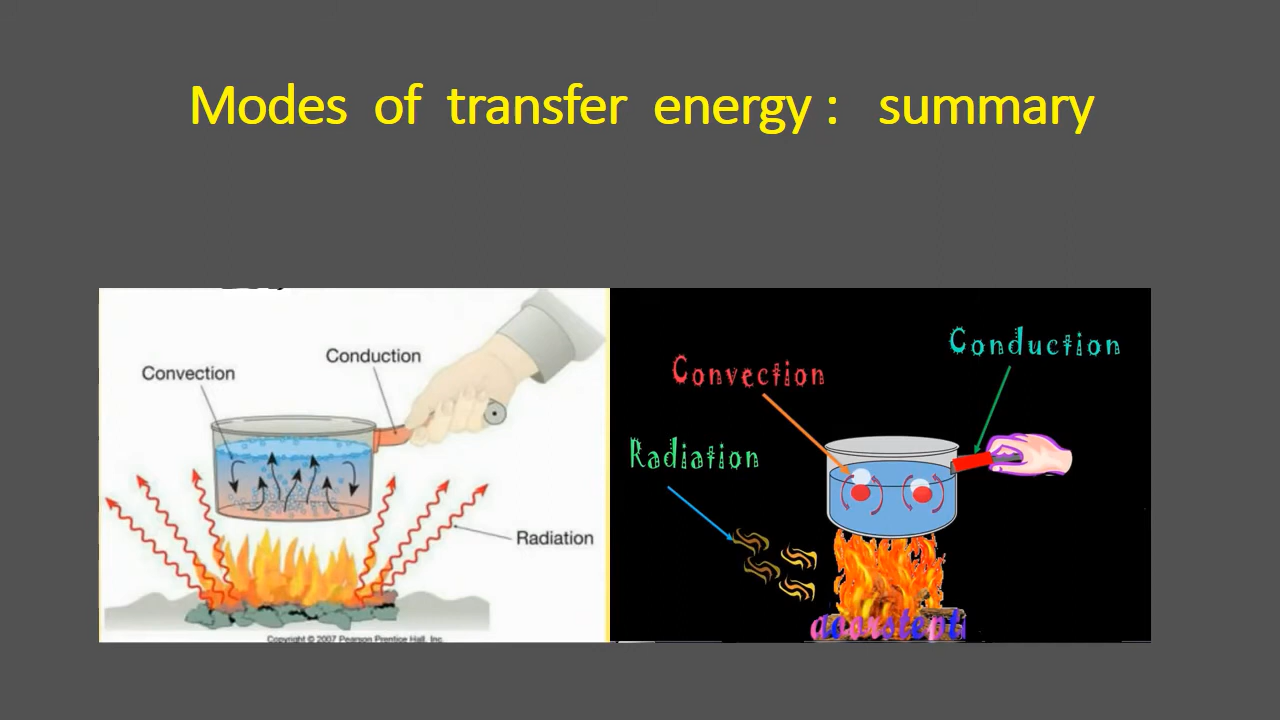 Modes of transfer energy : summary
Convection
Conduction
Radiation
Copyright © 2007 Pearson Prentice Hall, Inc.
Conduction
Convection
Radiation